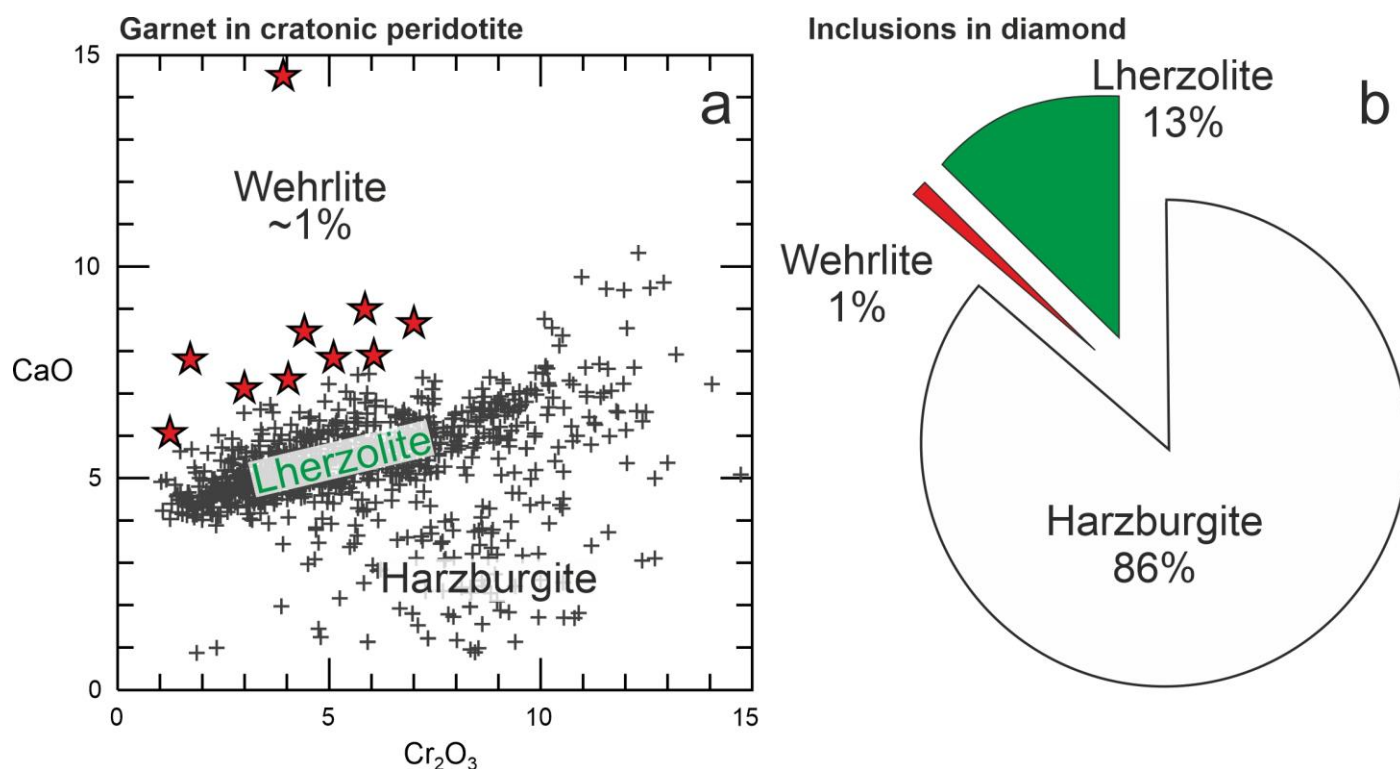 Garnet in cratonic peridotite
15
a
Wehrlite
~1%
10
CaO
Lherzolite
5
Harzburgite
0
0
5
10
15
Cr₂O₃
Inclusions in diamond
Lherzolite
13%
b
Wehrlite
1%
Harzburgite
86%